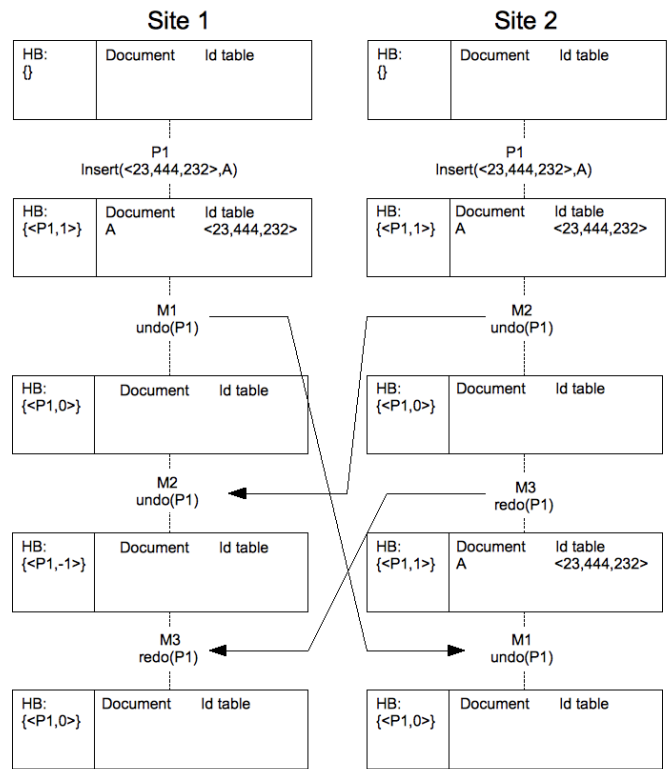 Site 1
Site 2
HB:
{}
Document Id table
HB:
{}
Document Id table
P1
Insert(<23,444,232>,A)
P1
Insert(<23,444,232>,A)
HB:
{<P1,1>}
Document Id table
A <23,444,232>
HB:
{<P1,1>}
Document Id table
A <23,444,232>
M1
undo(P1)
M2
undo(P1)
HB:
{<P1,0>}
Document Id table
HB:
{<P1,0>}
Document Id table
M2
undo(P1)
M3
redo(P1)
HB:
{<P1,-1>}
Document Id table
HB:
{<P1,1>}
Document Id table
A <23,444,232>
M3
redo(P1)
M1
undo(P1)
HB:
{<P1,0>}
Document Id table
HB:
{<P1,0>}
Document Id table